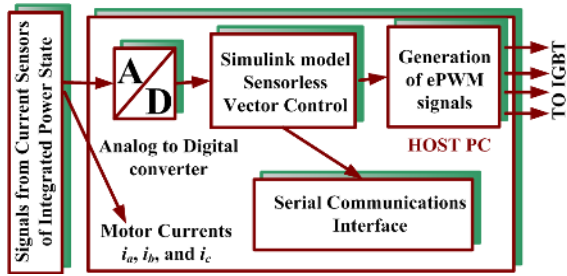 Signals from Current Sensors
of Integrated Power State
A
D
Analog to Digital
converter
Motor Currents
ia, ib, and ic
Simulink model
Sensorless
Vector Control
Generation
of ePWM
signals
HOST PC
Serial Communications
Interface
TO IGBT